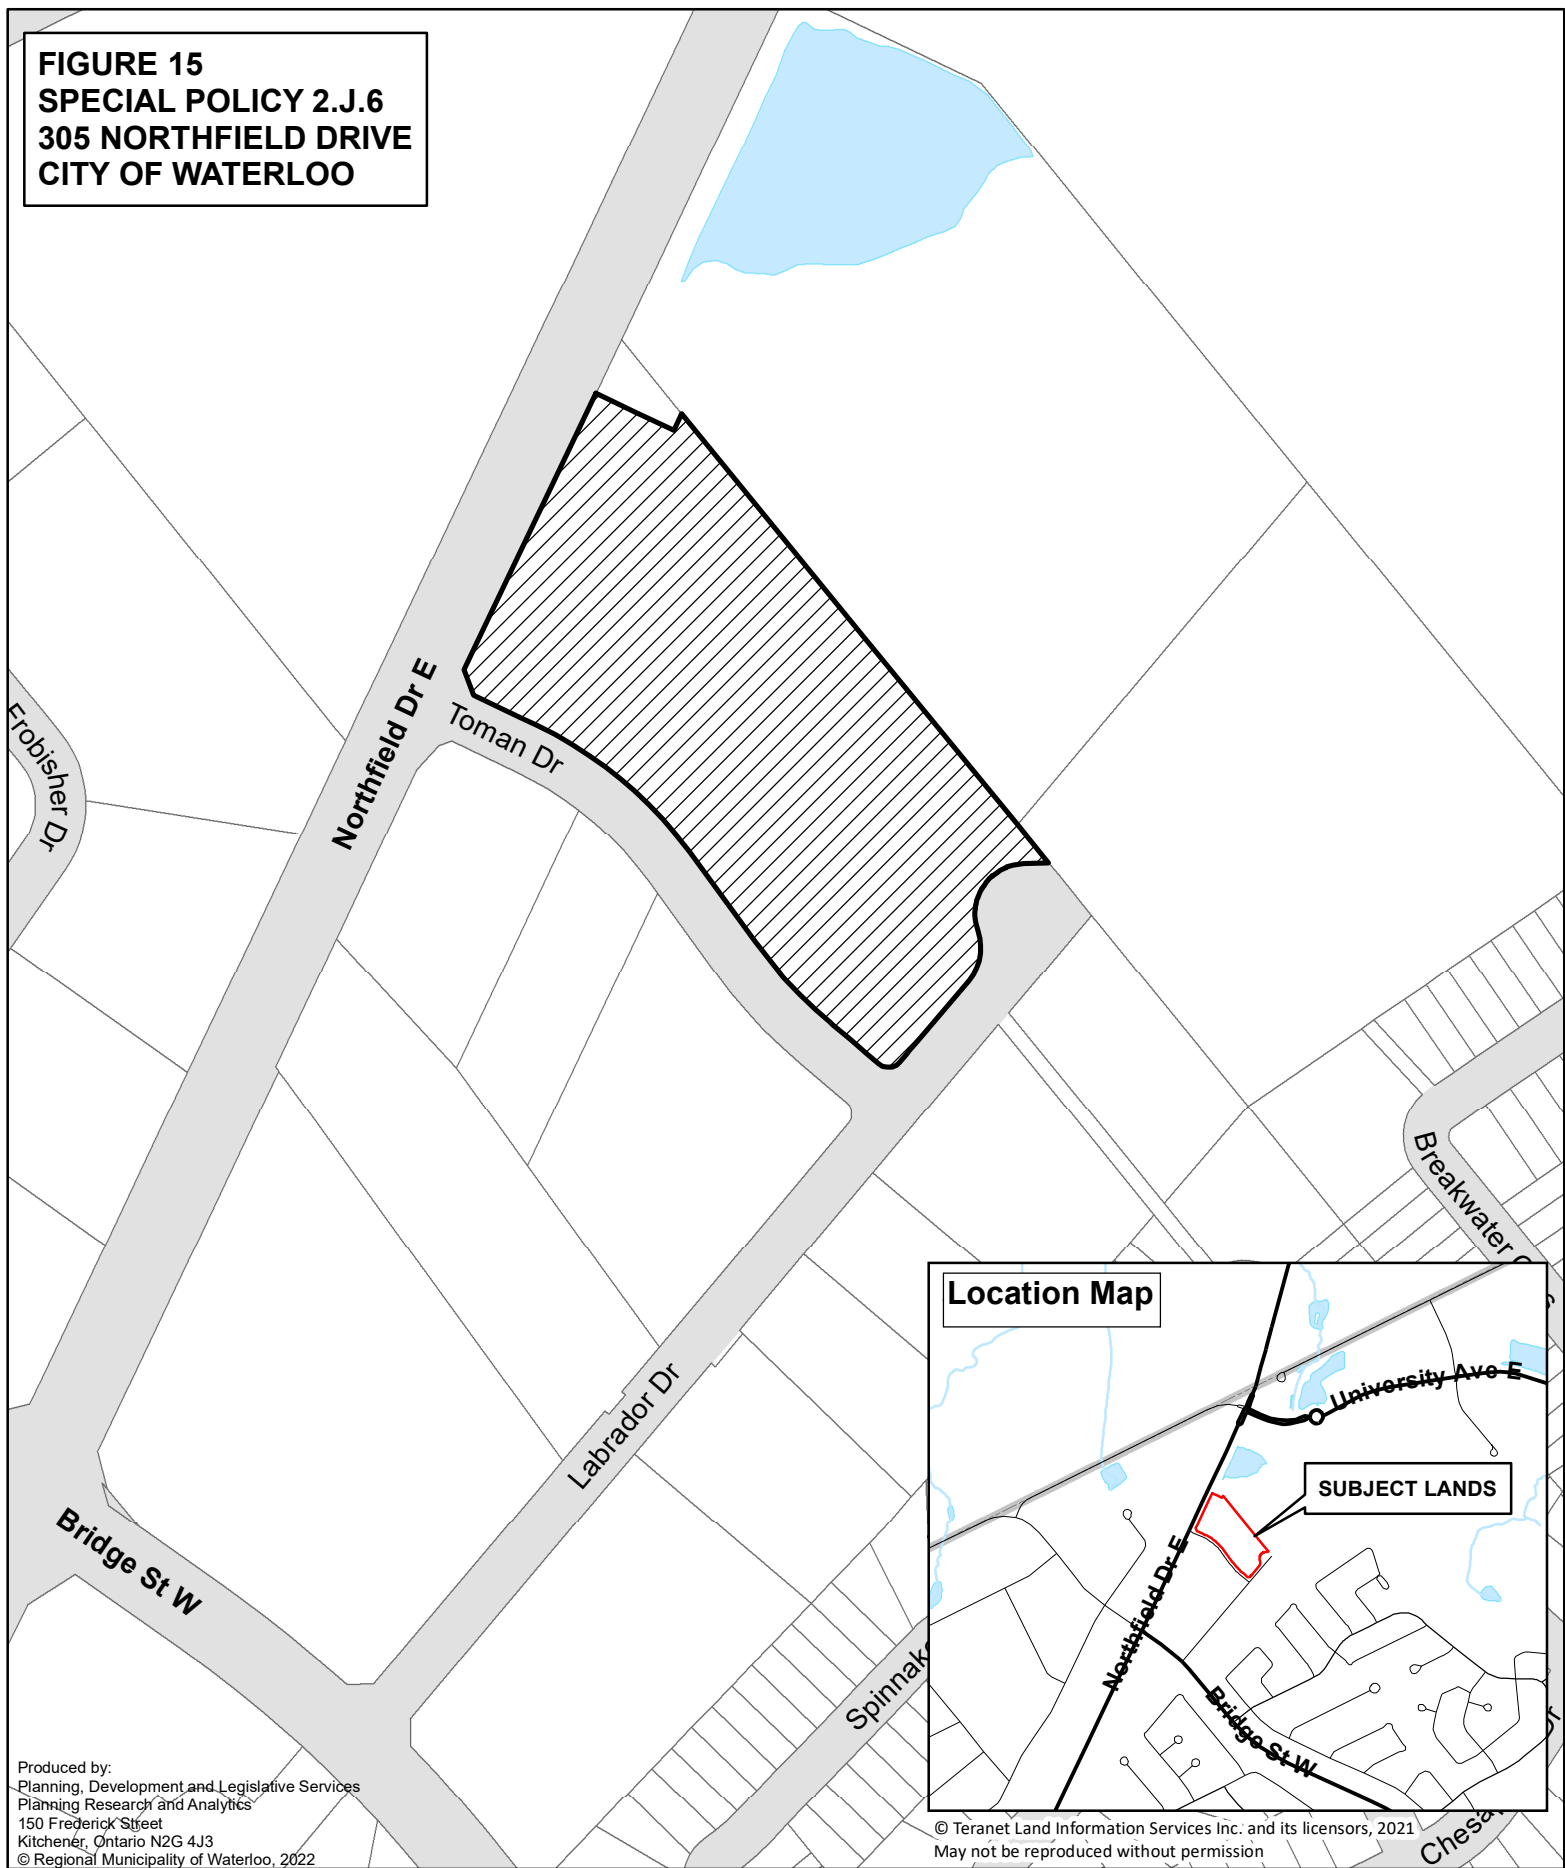 FIGURE 15
SPECIAL POLICY 2.J.6
305 NORTHFIELD DRIVE
CITY OF WATERLOO
Northfield Dr E
Toman Dr
Frobisher Dr
Breakwater
Labrador Dr
Bridge St W
Location Map
University Ave E
SUBJECT LANDS
Northfield Dr E
Bridge St W
Dr
Produced by:
Planning, Development and Legislative Services
Planning Research and Analytics
150 Frederick Street
Kitchener, Ontario N2G 4J3
© Regional Municipality of Waterloo, 2022
© Teranet Land Information Services Inc. and its licensors, 2021
May not be reproduced without permission